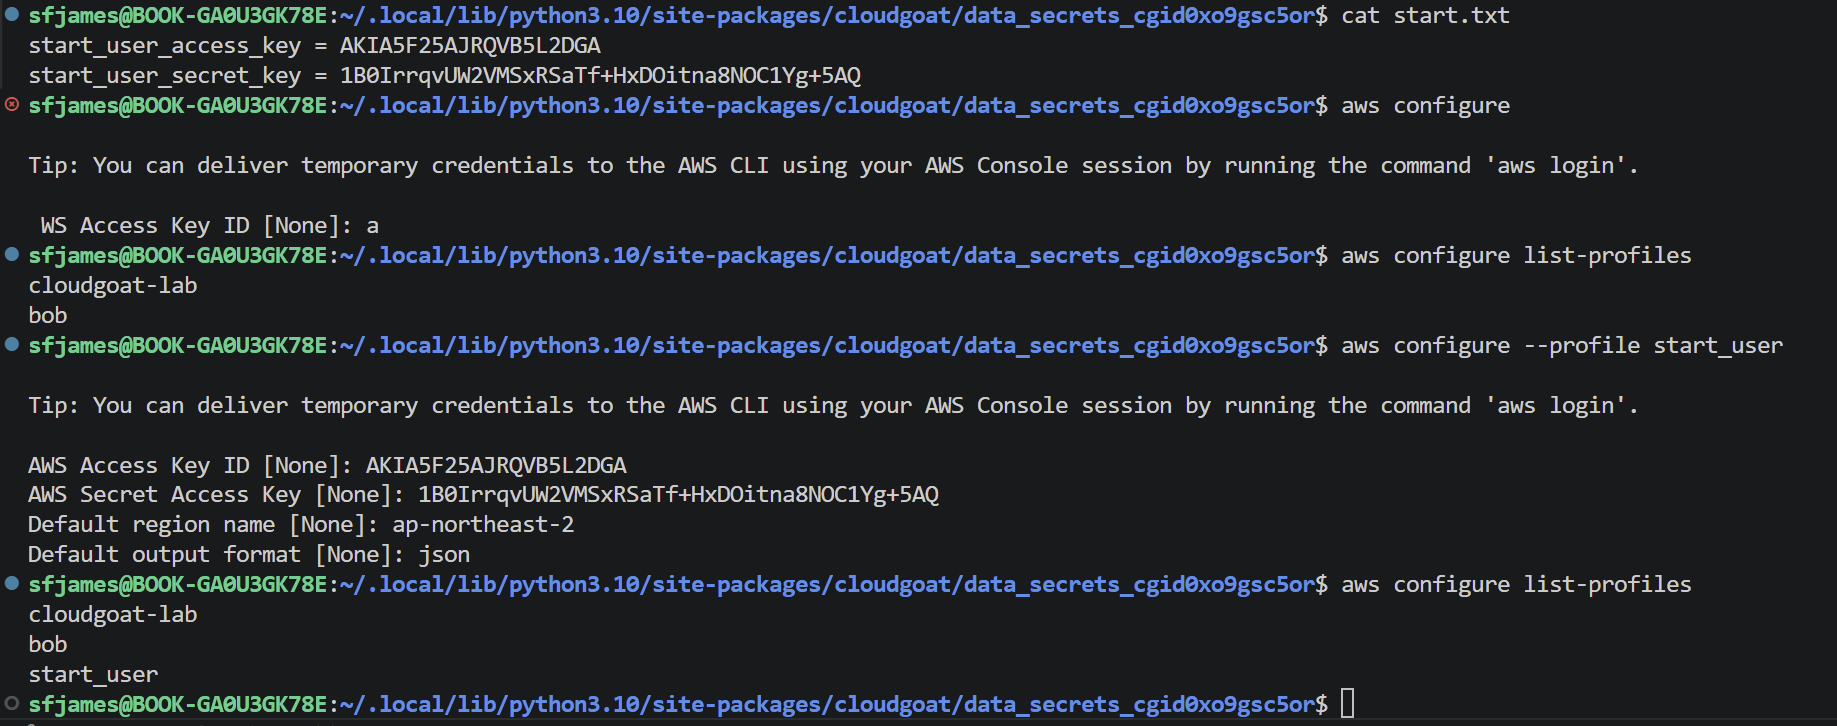 sfjames@BOOK-GA0U3GK78E:~/.local/lib/python3.10/site-packages/cloudgoat/data_secrets_cgid0xo9gsc5or$ cat start.txt
start_user_access_key = AKIA5F25AJRQVB5L2DGA
start_user_secret_key = 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
sfjames@BOOK-GA0U3GK78E:~/.local/lib/python3.10/site-packages/cloudgoat/data_secrets_cgid0xo9gsc5or$ aws configure
Tip: You can deliver temporary credentials to the AWS CLI using your AWS Console session by running the command 'aws login'.
WS Access Key ID [None]: a
sfjames@BOOK-GA0U3GK78E:~/.local/lib/python3.10/site-packages/cloudgoat/data_secrets_cgid0xo9gsc5or$ aws configure list-profiles
cloudgoat-lab
bob
sfjames@BOOK-GA0U3GK78E:~/.local/lib/python3.10/site-packages/cloudgoat/data_secrets_cgid0xo9gsc5or$ aws configure --profile start_user
Tip: You can deliver temporary credentials to the AWS CLI using your AWS Console session by running the command 'aws login'.
AWS Access Key ID [None]: AKIA5F25AJRQVB5L2DGA
AWS Secret Access Key [None]: 1B0IrrqvUW2VMSxRSaTf+HxDOitna8NOC1Yg+5AQ
Default region name [None]: ap-northeast-2
Default output format [None]: json
sfjames@BOOK-GA0U3GK78E:~/.local/lib/python3.10/site-packages/cloudgoat/data_secrets_cgid0xo9gsc5or$ aws configure list-profiles
cloudgoat-lab
bob
start_user
sfjames@BOOK-GA0U3GK78E:~/.local/lib/python3.10/site-packages/cloudgoat/data_secrets_cgid0xo9gsc5or$